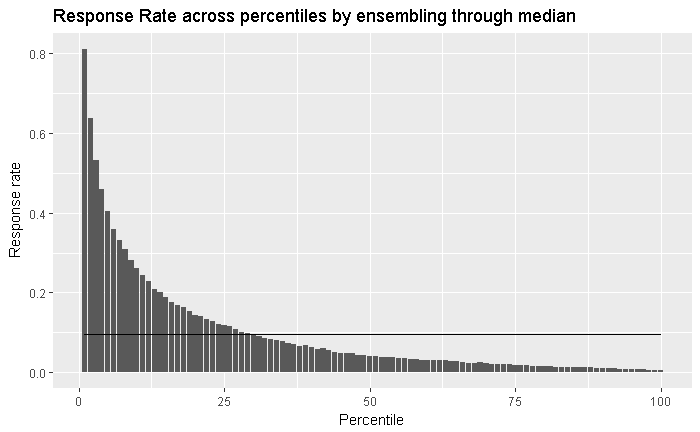 Response Rate across percentiles by ensembling through median
Response rate
0.8
0.6
0.4
0.2
0.0
0 25 50 75 100
Percentile